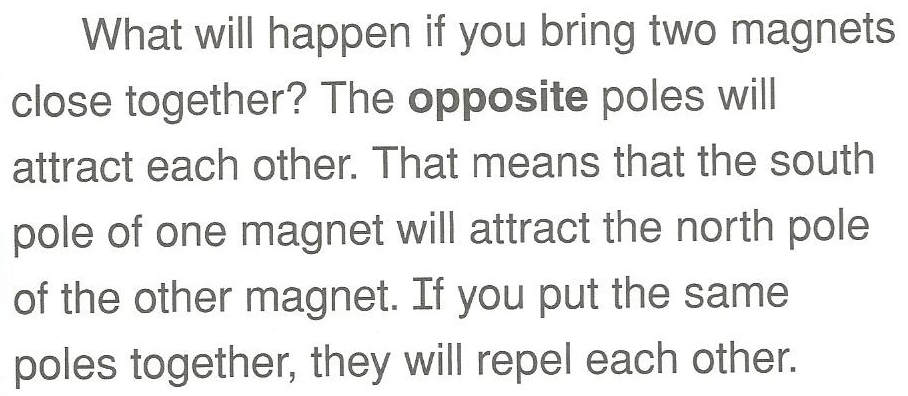 What will happen if you bring two magnets
close together? The opposite poles will
attract each other. That means that the south
pole of one magnet will attract the north pole
of the other magnet. If you put the same
poles together, they will repel each other.